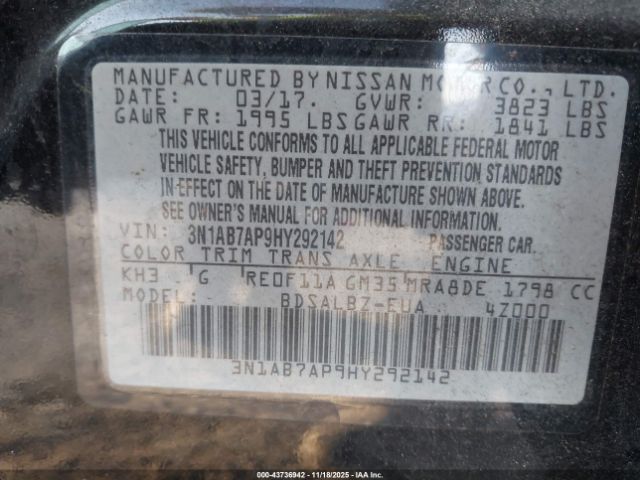 MANUFACTURED BY NISSAN MOTOR CO., LTD.
DATE: 03/17. GVWR: 3823 LBS
GAWR FR: 1995 LBS GAWR RR: 1841 LBS
THIS VEHICLE CONFORMS TO ALL APPLICABLE FEDERAL MOTOR
VEHICLE SAFETY, BUMPER AND THEFT PREVENTION STANDARDS
IN EFFECT ON THE DATE OF MANUFACTURE SHOWN ABOVE.
SEE OWNER'S MANUAL FOR ADDITIONAL INFORMATION.
VIN: 3N1AB7AP9HY292142 PASSENGER CAR.
COLOR TRIM TRANS AXLE ENGINE
KH3 G RE0F11A GM35 MRA8DE 1798 CC
BDSALBZ-EUA 4Z000
3N1AB7AP9HY292142
000-43736942 - 11/18/2025 - IAA, Inc.